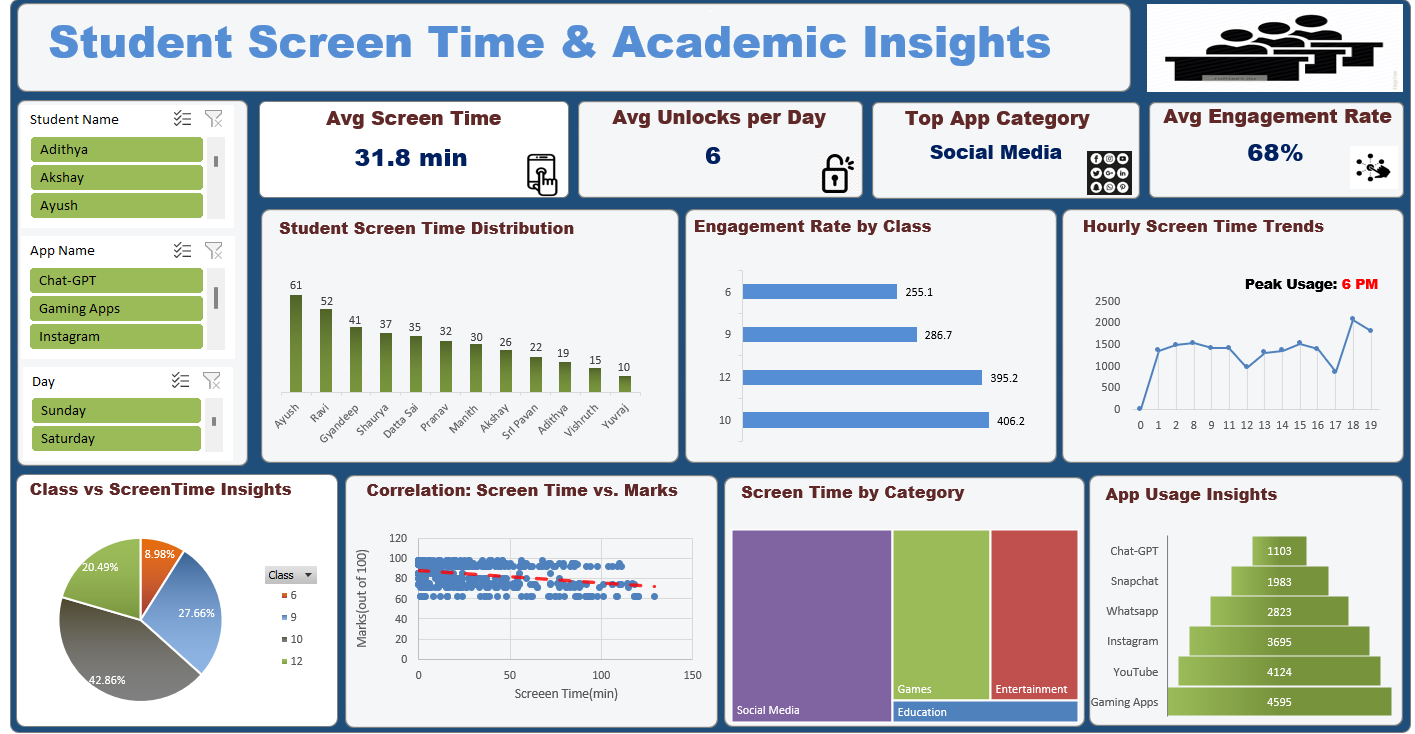 Student Screen Time & Academic Insights
Student Name
Adithya
Akshay
Ayush
App Name
Chat-GPT
Gaming Apps
Instagram
Day
Sunday
Saturday
Avg Screen Time
31.8 min
Avg Unlocks per Day
6
Top App Category
Social Media
Avg Engagement Rate
68%
Student Screen Time Distribution
61
52
41
37
35
32
30
26
22
19
15
10
Ayush
Ravi
Gyandeep
Shaurya
Datta Sai
Pranav
Manith
Akshay
Sri Pavan
Adithya
Vishruth
Yuvraj
Engagement Rate by Class
6 255.1
9 286.7
12 395.2
10 406.2
Hourly Screen Time Trends
Peak Usage: 6 PM
2500
2000
1500
1000
500
0
0 1 2 8 9 11 12 13 14 15 16 17 18 19
Class vs ScreenTime Insights
8.98%
27.66%
42.86%
20.49%
Class
6
9
10
12
Correlation: Screen Time vs. Marks
Marks(out of 100)
120
100
80
60
40
20
0
0 50 100 150
Screeen Time(min)
Screen Time by Category
Social Media
Games
Entertainment
Education
App Usage Insights
Chat-GPT 1103
Snapchat 1983
Whatsapp 2823
Instagram 3695
YouTube 4124
Gaming Apps 4595